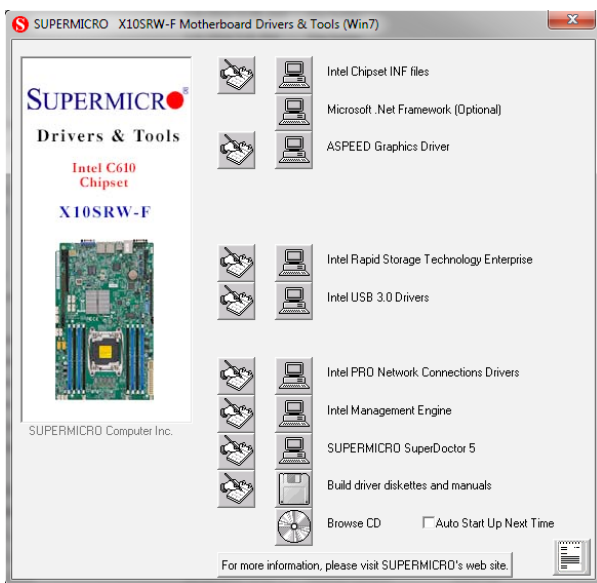 SUPERMICRO X10SRW-F Motherboard Drivers & Tools (Win7)
SUPERMICRO®
Drivers & Tools
Intel C610
Chipset
X10SRW-F
SUPERMICRO Computer Inc.
Intel Chipset INF files
Microsoft .Net Framework (Optional)
ASPEED Graphics Driver
Intel Rapid Storage Technology Enterprise
Intel USB 3.0 Drivers
Intel PRO Network Connections Drivers
Intel Management Engine
SUPERMICRO SuperDoctor 5
Build driver diskettes and manuals
Browse CD Auto Start Up Next Time
For more information, please visit SUPERMICRO's web site.